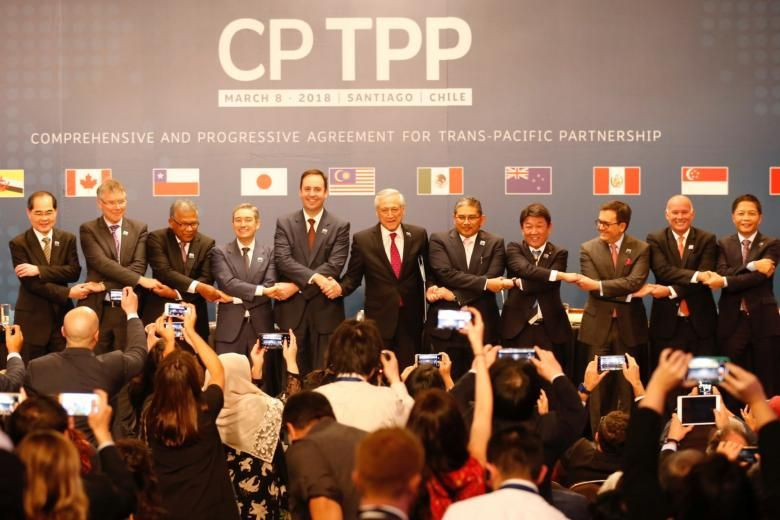 CP TPP
MARCH 8 - 2018 | SANTIAGO | CHILE
COMPREHENSIVE AND PROGRESSIVE AGREEMENT FOR TRANS-PACIFIC PARTNERSHIP